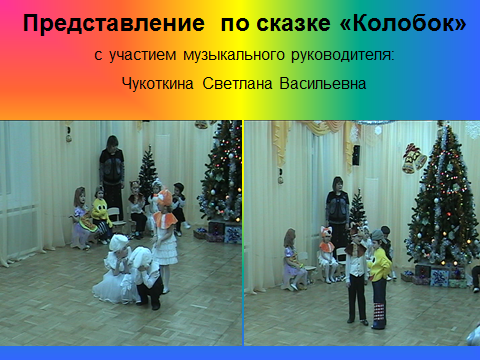 Представление по сказке «Колобок»
с участием музыкального руководителя:
Чукоткина Светлана Васильевна